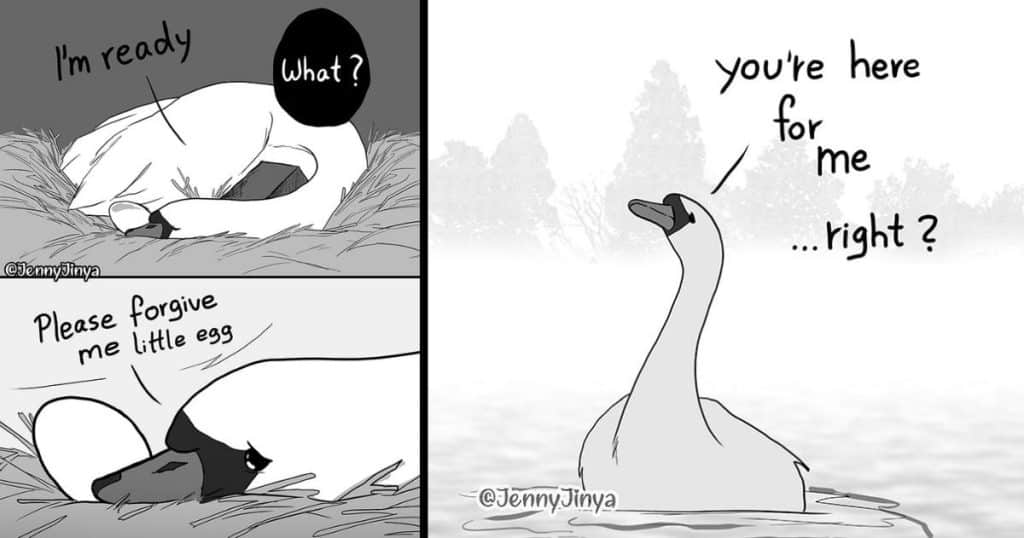 I'm ready
What?
@JennyJinya
Please forgive
me little egg
you're here
for
me
...right?
@JennyJinya